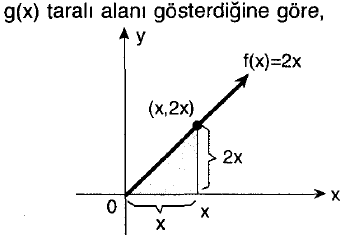 g(x) taralı alanı gösterdiğine göre,
y
f(x)=2x
(x,2x)
2x
x
0
x
x